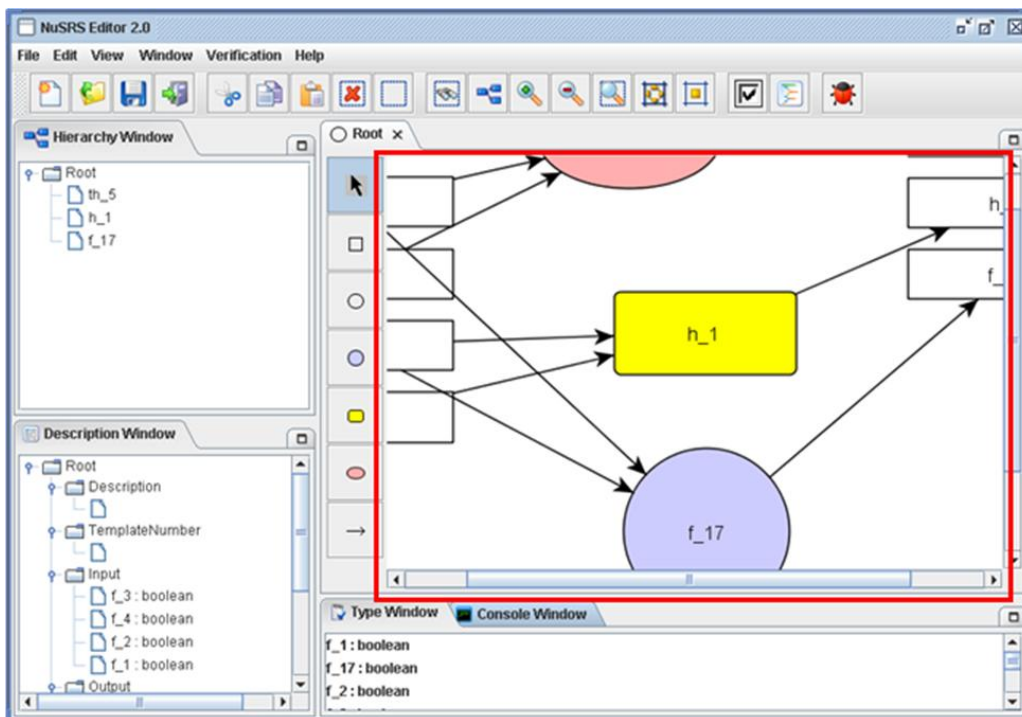 NuSRS Editor 2.0
File Edit View Window Verification Help
Hierarchy Window
Root
th_5
h_1
f_17
Description Window
Root
Description
TemplateNumber
Input
f_3 : boolean
f_4 : boolean
f_2 : boolean
f_1 : boolean
Output
Root
h_
f_
h_1
f_17
Type Window Console Window
f_1 : boolean
f_17 : boolean
f_2 : boolean